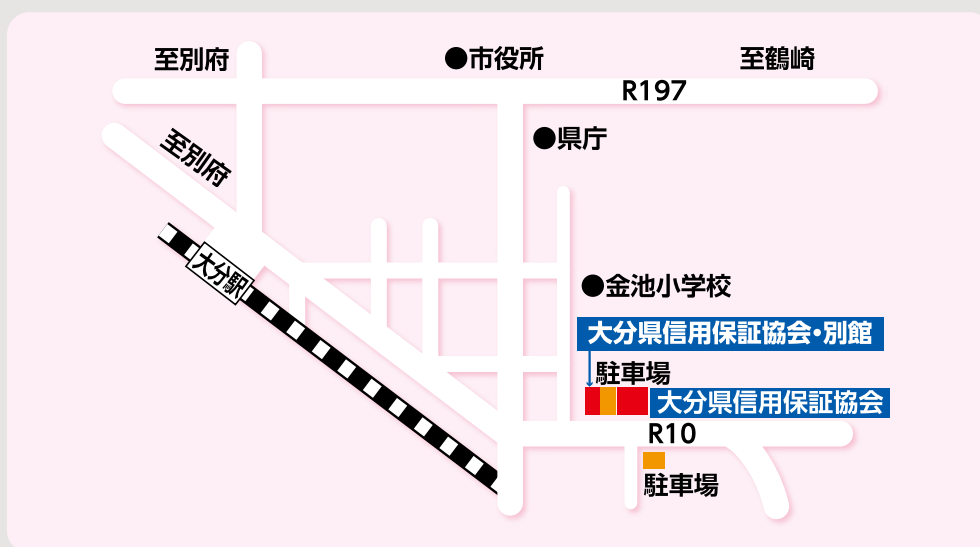 至別府
●市役所
至鶴崎
R197
●県庁
至別府
大分駅
●金池小学校
大分県信用保証協会・別館
駐車場
大分県信用保証協会
R10
駐車場